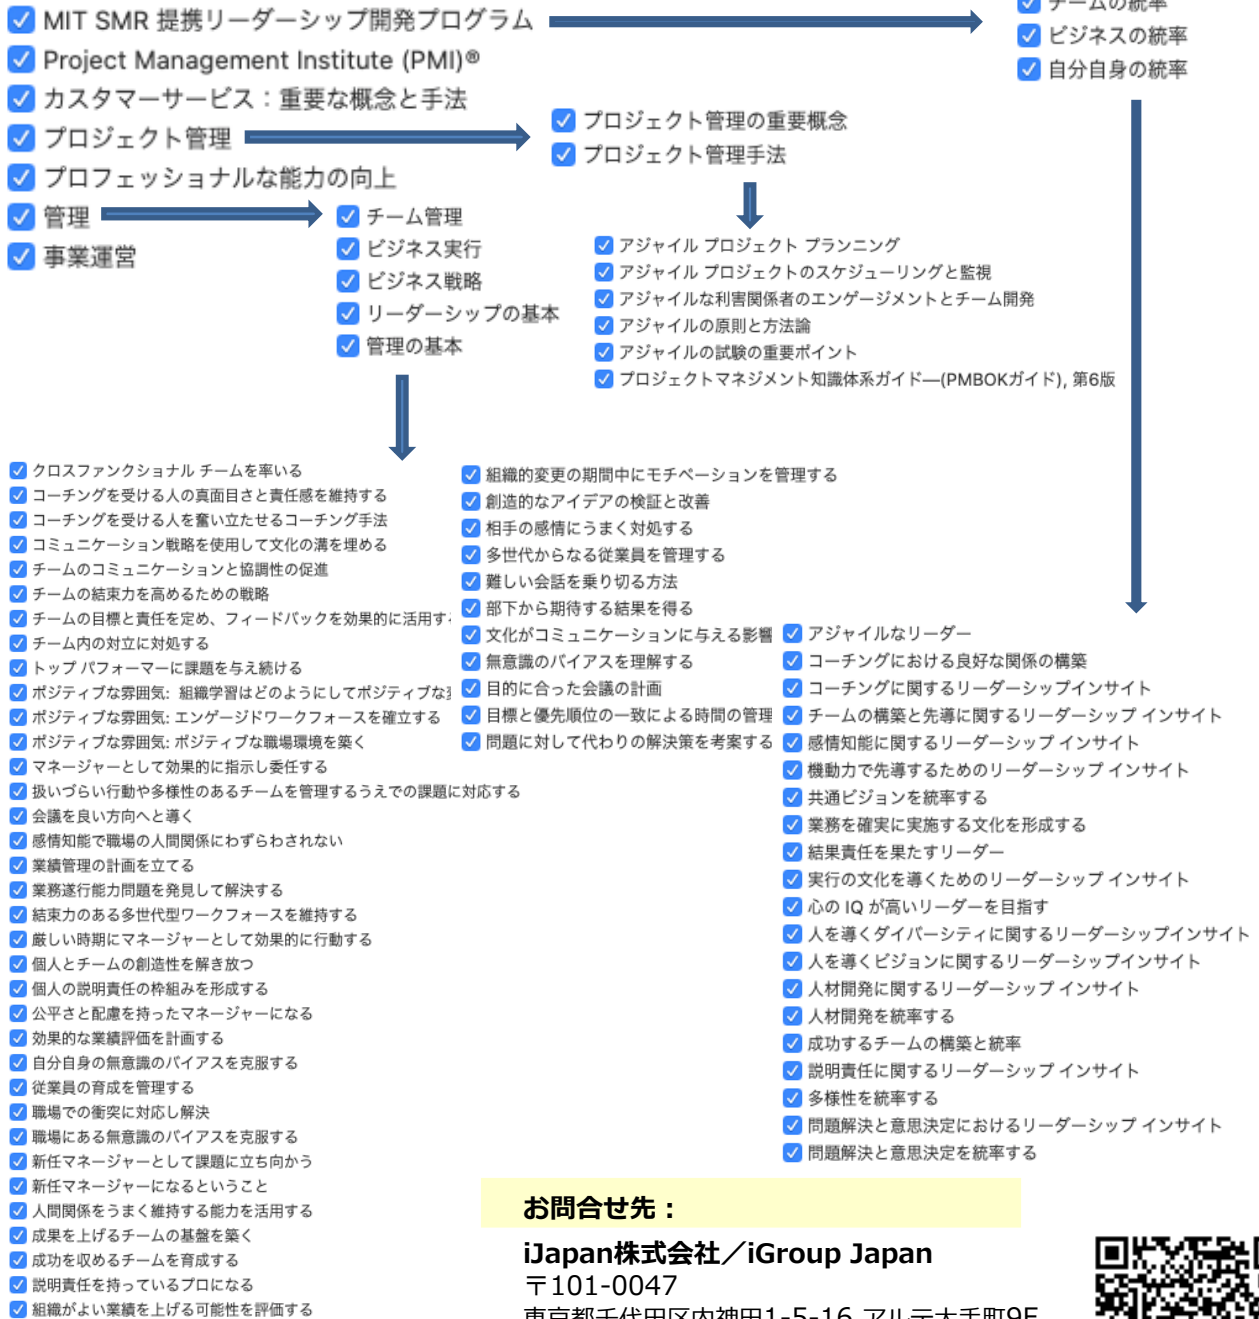 MIT SMR 提携リーダーシップ開発プログラム
Project Management Institute (PMI)®
カスタマーサービス：重要な概念と手法
プロジェクト管理
プロフェッショナルな能力の向上
管理
事業運営
チームの統率
ビジネスの統率
自分自身の統率
プロジェクト管理の重要概念
プロジェクト管理手法
チーム管理
ビジネス実行
ビジネス戦略
リーダーシップの基本
管理の基本
アジャイル プロジェクト プランニング
アジャイル プロジェクトのスケジューリングと監視
アジャイルな利害関係者のエンゲージメントとチーム開発
アジャイルの原則と方法論
アジャイルの試験の重要ポイント
プロジェクトマネジメント知識体系ガイド—(PMBOKガイド), 第6版
クロスファンクショナル チームを率いる
コーチングを受ける人の真面目さと責任感を維持する
コーチングを受ける人を奮い立たせるコーチング手法
コミュニケーション戦略を使用して文化の溝を埋める
チームのコミュニケーションと協調性の促進
チームの結束力を高めるための戦略
チームの目標と責任を定め、フィードバックを効果的に活用す
チーム内の対立に対処する
トップ パフォーマーに課題を与え続ける
ポジティブな雰囲気: 組織学習はどのようにしてポジティブな
ポジティブな雰囲気: エンゲージドワークフォースを確立する
ポジティブな雰囲気: ポジティブな職場環境を築く
マネージャーとして効果的に指示し委任する
扱いづらい行動や多様性のあるチームを管理するうえでの課題に対応する
会議を良い方向へと導く
感情知能で職場の人間関係にわずらわされない
業績管理の計画を立てる
業務遂行能力問題を発見して解決する
結束力のある多世代型ワークフォースを維持する
厳しい時期にマネージャーとして効果的に行動する
個人とチームの創造性を解き放つ
個人の説明責任の枠組みを形成する
公平さと配慮を持ったマネージャーになる
効果的な業績評価を計画する
自分自身の無意識のバイアスを克服する
従業員の育成を管理する
職場での衝突に対応し解決
職場にある無意識のバイアスを克服する
新任マネージャーとして課題に立ち向かう
新任マネージャーになるということ
人間関係をうまく維持する能力を活用する
成果を上げるチームの基盤を築く
成功を収めるチームを育成する
説明責任を持っているプロになる
組織がよい業績を上げる可能性を評価する
組織的変更の期間中にモチベーションを管理する
創造的なアイデアの検証と改善
相手の感情にうまく対処する
多世代からなる従業員を管理する
難しい会話を乗り切る方法
部下から期待する結果を得る
文化がコミュニケーションに与える影響
無意識のバイアスを理解する
目的に合った会議の計画
目標と優先順位の一致による時間の管理
問題に対して代わりの解決策を考案する
アジャイルなリーダー
コーチングにおける良好な関係の構築
コーチングに関するリーダーシップインサイト
チームの構築と先導に関するリーダーシップ インサイト
感情知能に関するリーダーシップ インサイト
機動力で先導するためのリーダーシップ インサイト
共通ビジョンを統率する
業務を確実に実施する文化を形成する
結果責任を果たすリーダー
実行の文化を導くためのリーダーシップ インサイト
心の IQ が高いリーダーを目指す
人を導くダイバーシティに関するリーダーシップインサイト
人を導くビジョンに関するリーダーシップインサイト
人材開発に関するリーダーシップ インサイト
人材開発を統率する
成功するチームの構築と統率
説明責任に関するリーダーシップ インサイト
多様性を統率する
問題解決と意思決定におけるリーダーシップ インサイト
問題解決と意思決定を統率する
お問合せ先：
iJapan株式会社／iGroup Japan
〒101-0047
東京都千代田区内神田1-5-16 アルテ大手町9F